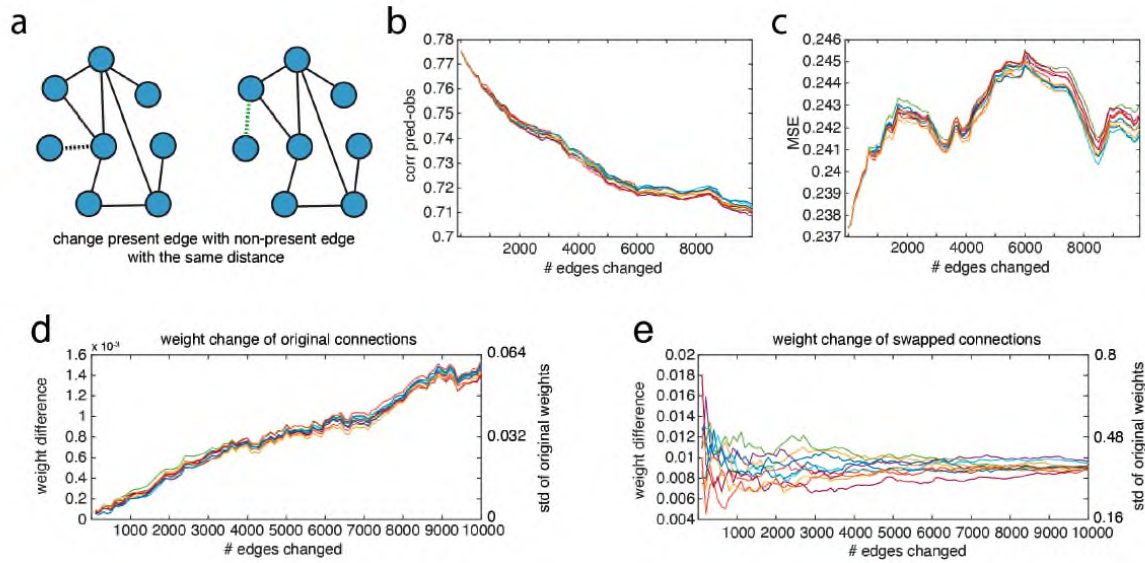 a
change present edge with non-present edge
with the same distance
b
corr pred-obs
0.78
0.77
0.76
0.75
0.74
0.73
0.72
0.71
0.7
2000 4000 6000 8000
# edges changed
c
MSE
0.246
0.245
0.244
0.243
0.242
0.241
0.24
0.239
0.238
0.237
2000 4000 6000 8000
# edges changed
d
weight change of original connections
x 10⁻³
weight difference
1.6
1.4
1.2
1
0.8
0.6
0.4
0.2
0
0.064
0.032
0
std of original weights
1000 2000 3000 4000 5000 6000 7000 8000 9000 10000
# edges changed
e
weight change of swapped connections
weight difference
0.02
0.018
0.016
0.014
0.012
0.010
0.008
0.006
0.004
0.8
0.48
0.16
std of original weights
1000 2000 3000 4000 5000 6000 7000 8000 9000 10000
# edges changed